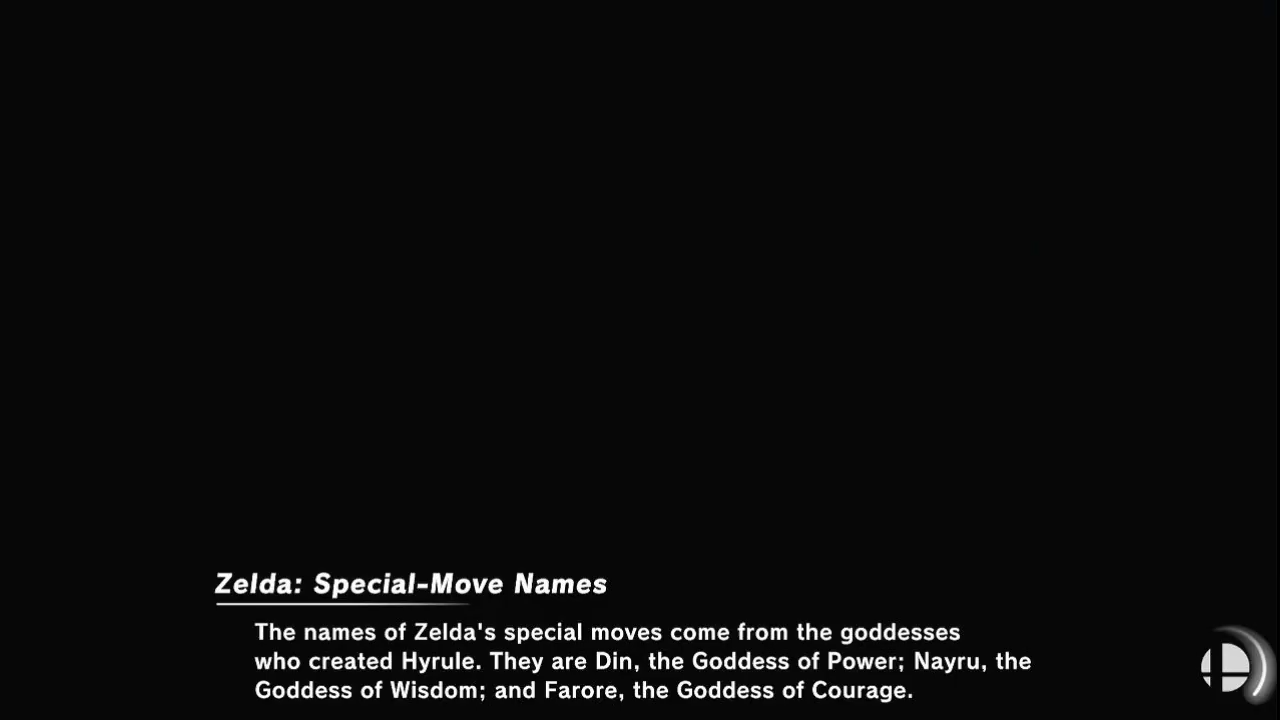 Zelda: Special-Move Names
The names of Zelda's special moves come from the goddesses
who created Hyrule. They are Din, the Goddess of Power; Nayru, the
Goddess of Wisdom; and Farore, the Goddess of Courage.